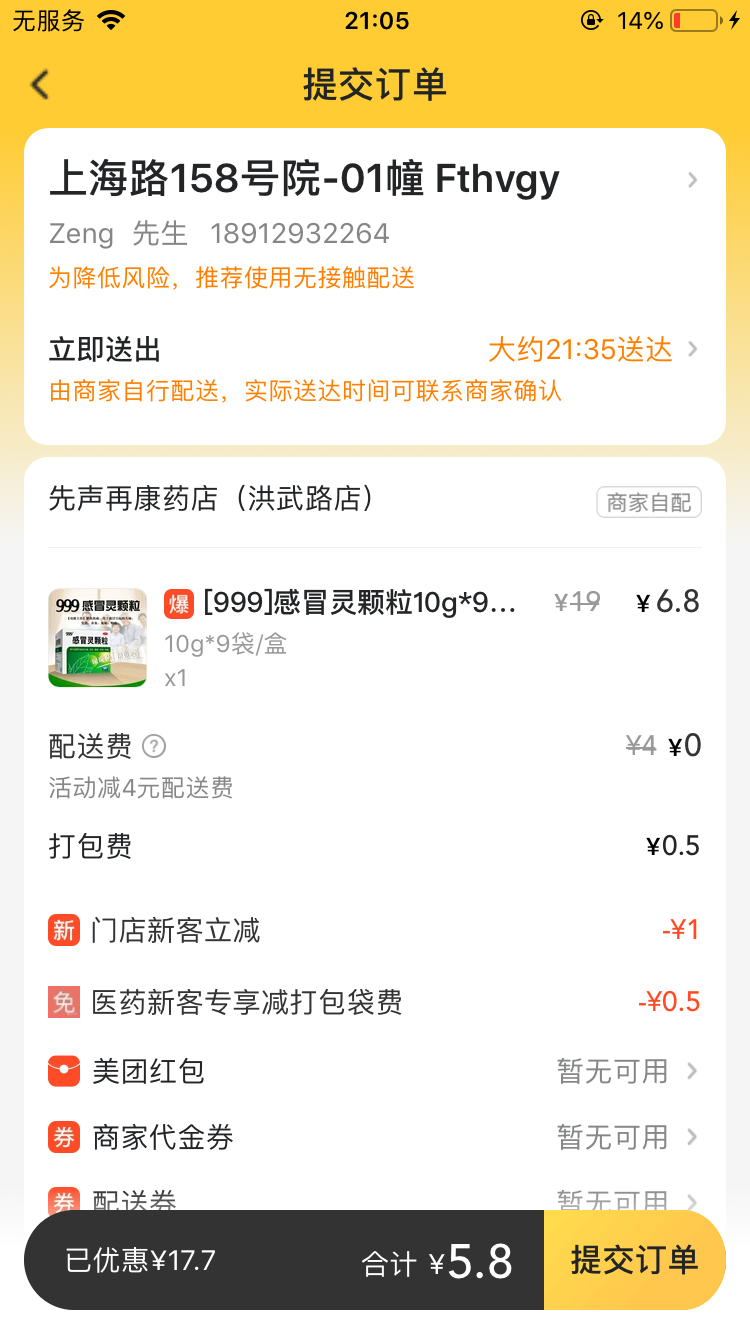 无服务 21:05 14%
提交订单
上海路158号院-01幢 Fthvgy
Zeng 先生 18912932264
为降低风险，推荐使用无接触配送
立即送出 大约21:35送达
由商家自行配送，实际送达时间可联系商家确认
先声再康药店（洪武路店） 商家自配
999 感冒灵颗粒
999 感冒灵颗粒
爆 [999]感冒灵颗粒10g*9... ¥19 ¥6.8
10g*9袋/盒
x1
配送费 ? ¥4 ¥0
活动减4元配送费
打包费 ¥0.5
新 门店新客立减 -¥1
免 医药新客专享减打包袋费 -¥0.5
美团红包 暂无可用
券 商家代金券 暂无可用
券 配送券 暂无可用
已优惠¥17.7 合计 ¥5.8 提交订单